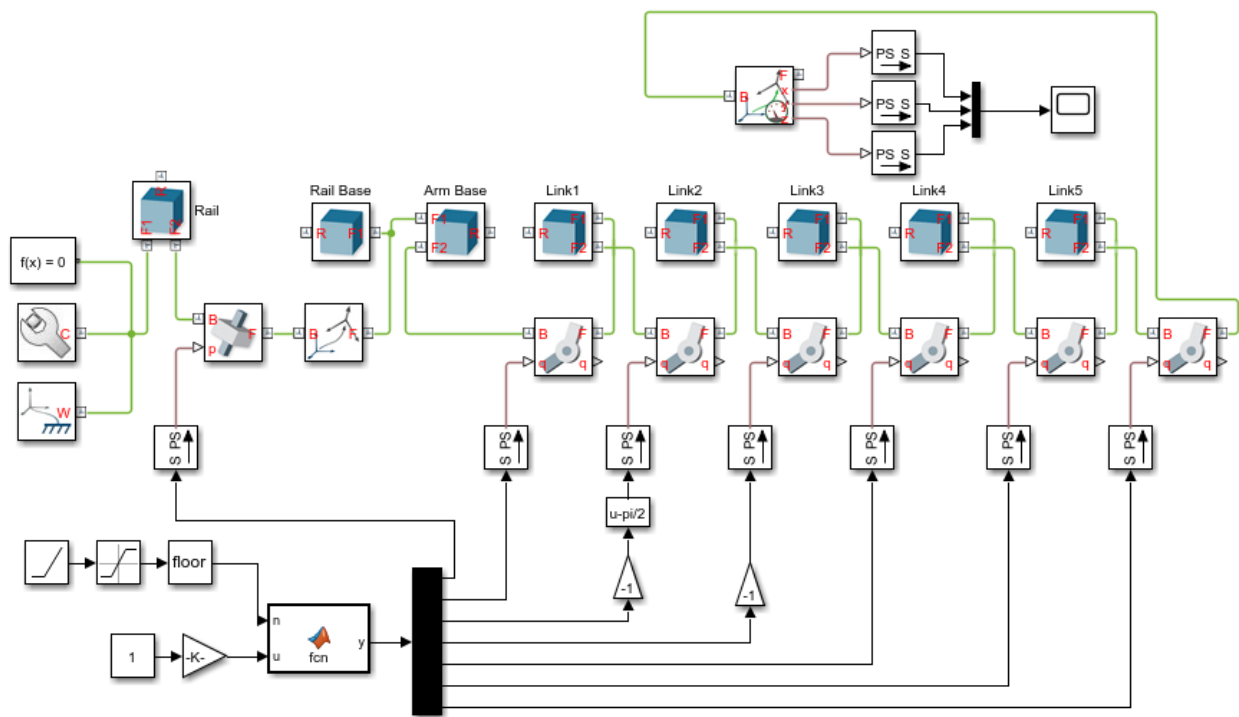 F
B
x
y
z
PS S
PS S
PS S
Rail Base
Arm Base
Link1
Link2
Link3
Link4
Link5
R
Rail
F1
F2
R F1
F1
F2 R
F1
R
F2
F1
R
F2
F1
R
F2
F1
R
F2
F1
R
F2
f(x) = 0
C
W
B F
p
B F
B F
q q
B F
q q
B F
q q
B F
q q
B F
q q
B F
q q
S PS
S PS
S PS
S PS
S PS
S PS
S PS
u-pi/2
-1
-1
floor
n
u
fcn
y
1
-K-